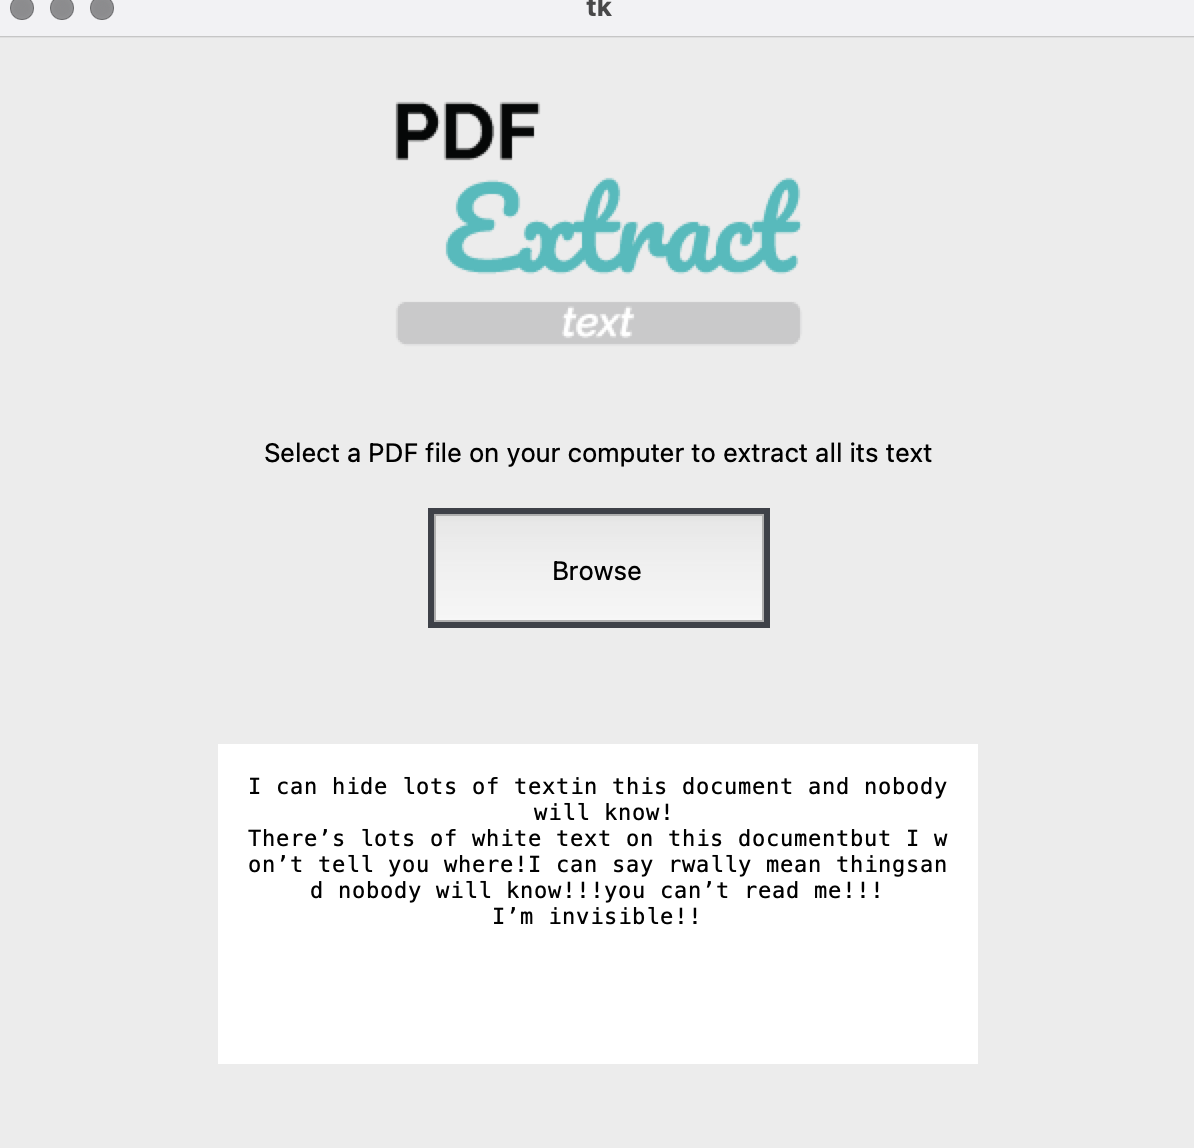 tk
PDF
Extract
text
Select a PDF file on your computer to extract all its text
Browse
I can hide lots of textin this document and nobody
will know!
There’s lots of white text on this documentbut I w
on’t tell you where!I can say rwally mean thingsan
d nobody will know!!!you can’t read me!!!
I’m invisible!!